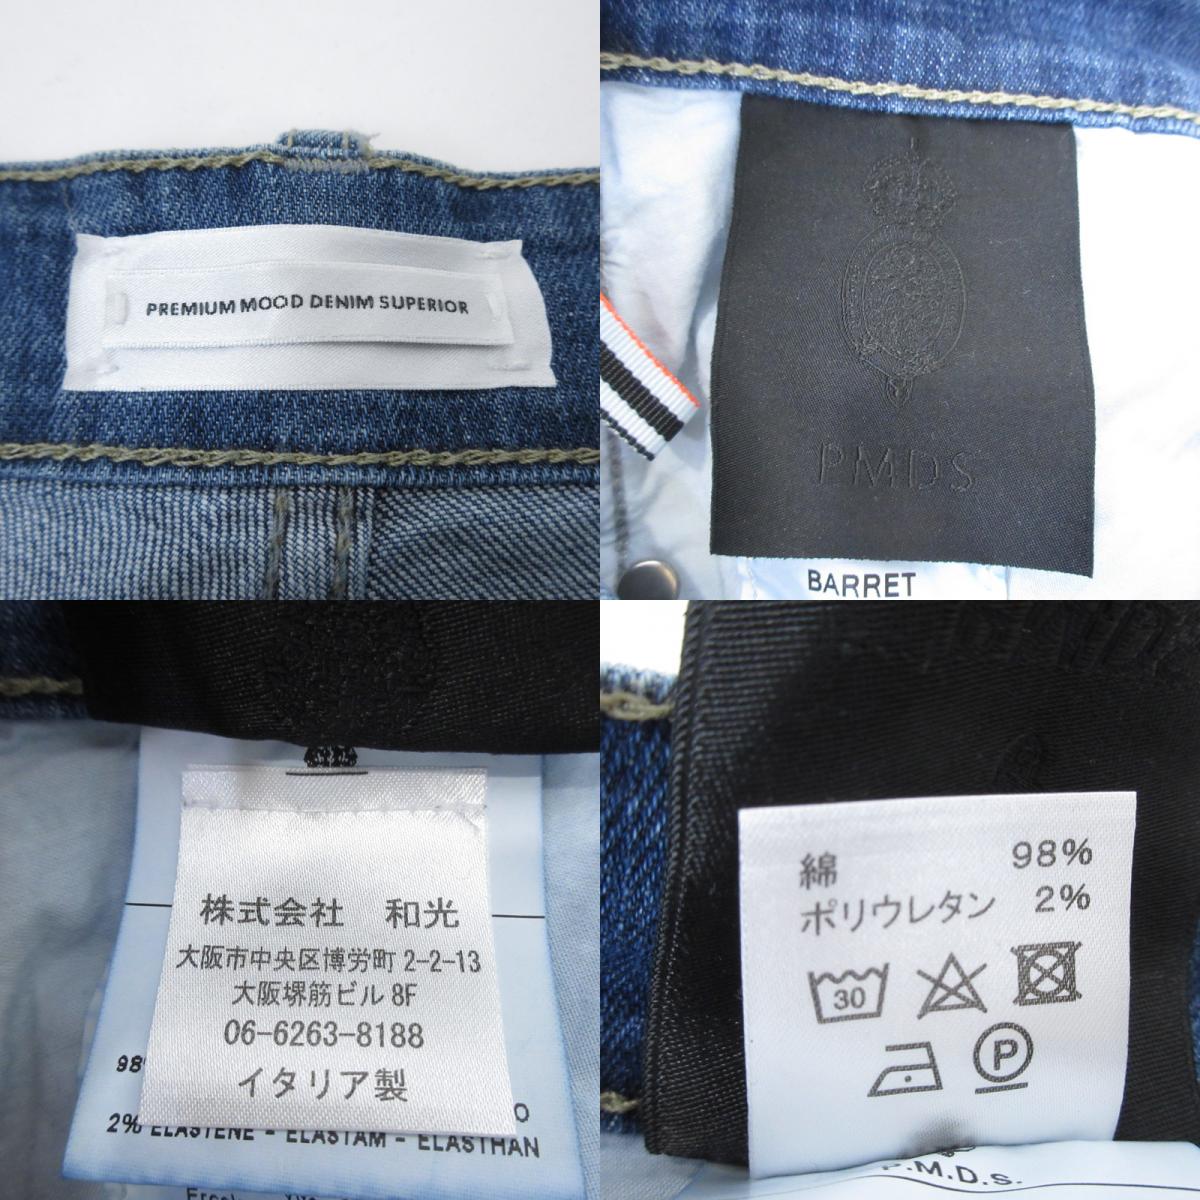 PREMIUM MOOD DENIM SUPERIOR
PMDS
BARRET
株式会社 和光
大阪市中央区博労町 2-2-13
大阪堺筋ビル 8F
06-6263-8188
イタリア製
2% ELASTENE - ELASTAM - ELASTHAN
綿 98%
ポリウレタン 2%
30
P
P.M.D.S.